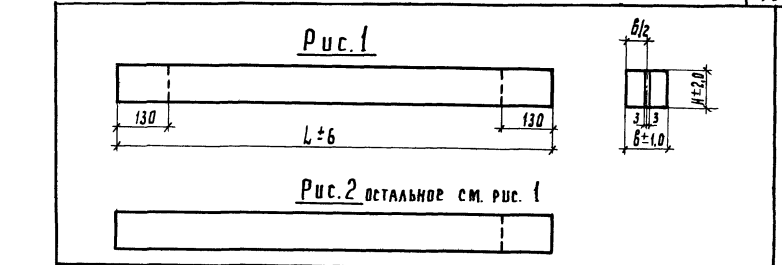 Рис.1
в/2
130
130
L±6
H±2,0
3 3
в±1,0
Рис.2 остальное см. рис. 1